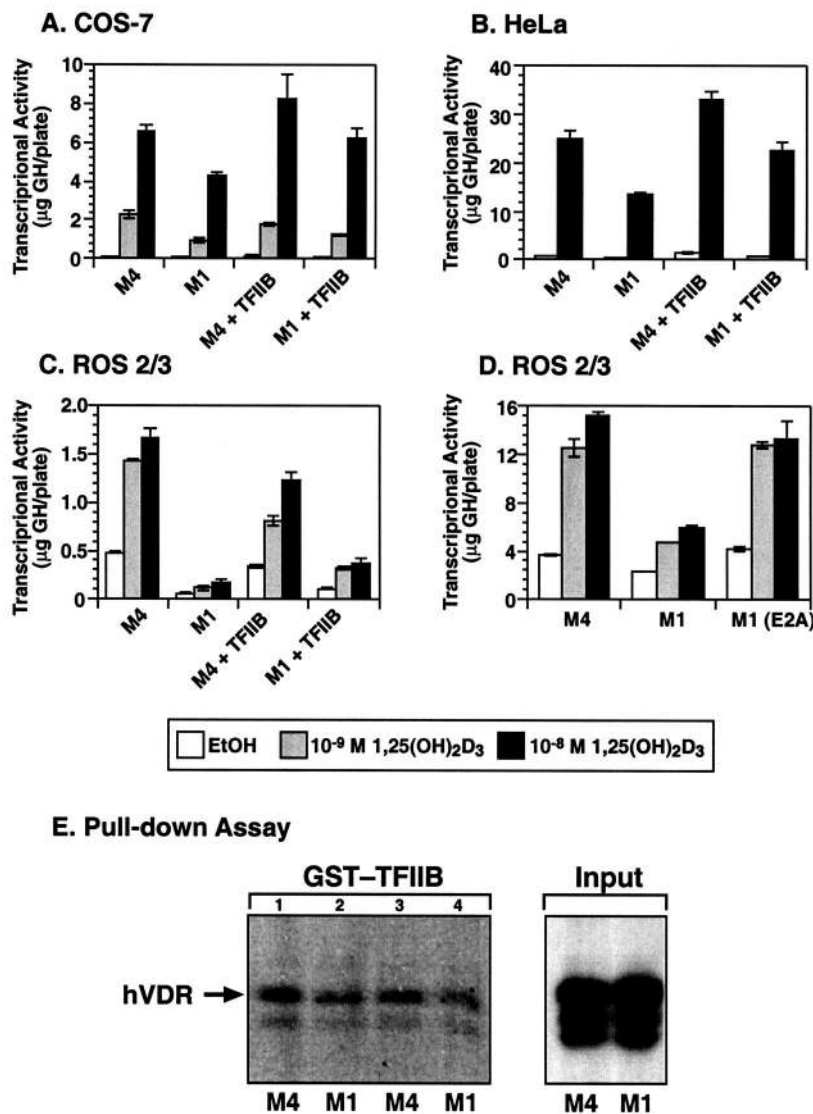 A. COS-7
Transcriprional Activity
(µg GH/plate)
10
8
6
4
2
0
M4
M1
M4 + TFIIB
M1 + TFIIB
B. HeLa
Transcriprional Activity
(µg GH/plate)
40
30
20
10
0
M4
M1
M4 + TFIIB
M1 + TFIIB
C. ROS 2/3
Transcriprional Activity
(µg GH/plate)
2.0
1.5
1.0
0.5
0
M4
M1
M4 + TFIIB
M1 + TFIIB
D. ROS 2/3
Transcriprional Activity
(µg GH/plate)
16
12
8
4
0
M4
M1
M1 (E2A)
EtOH
10⁻⁹ M 1,25(OH)₂D₃
10⁻⁸ M 1,25(OH)₂D₃
E. Pull-down Assay
GST–TFIIB
Input
1 2 3 4
hVDR
M4 M1 M4 M1
M4 M1